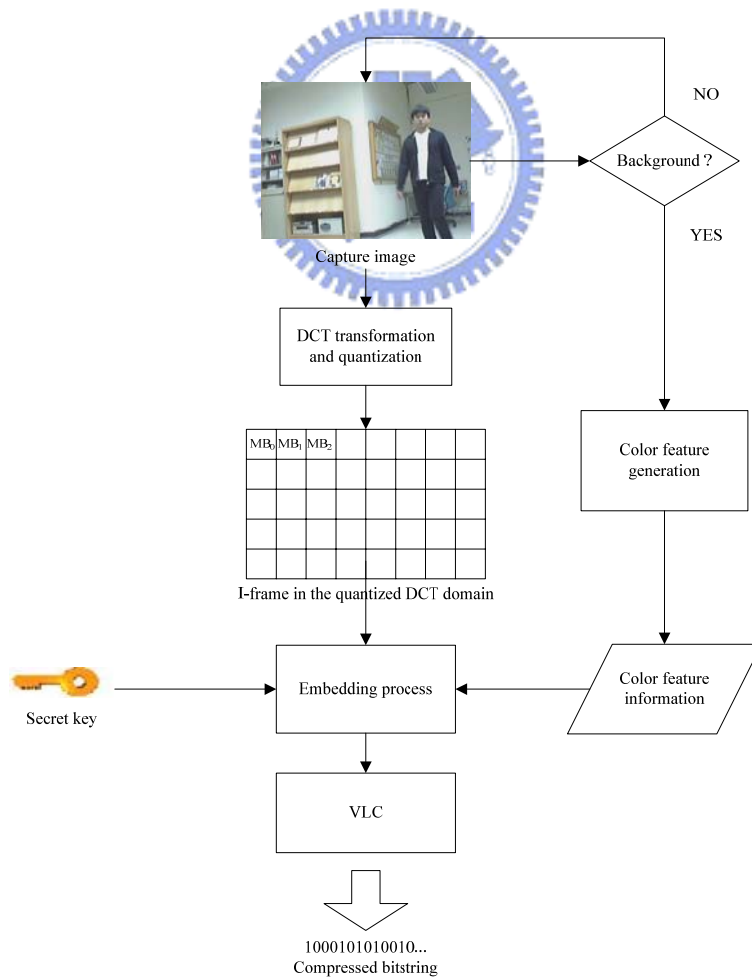 NO
Background ?
YES
Capture image
DCT transformation
and quantization
MB0 MB1 MB2
Color feature
generation
I-frame in the quantized DCT domain
Secret key
Embedding process
Color feature
information
VLC
1000101010010...
Compressed bitstring